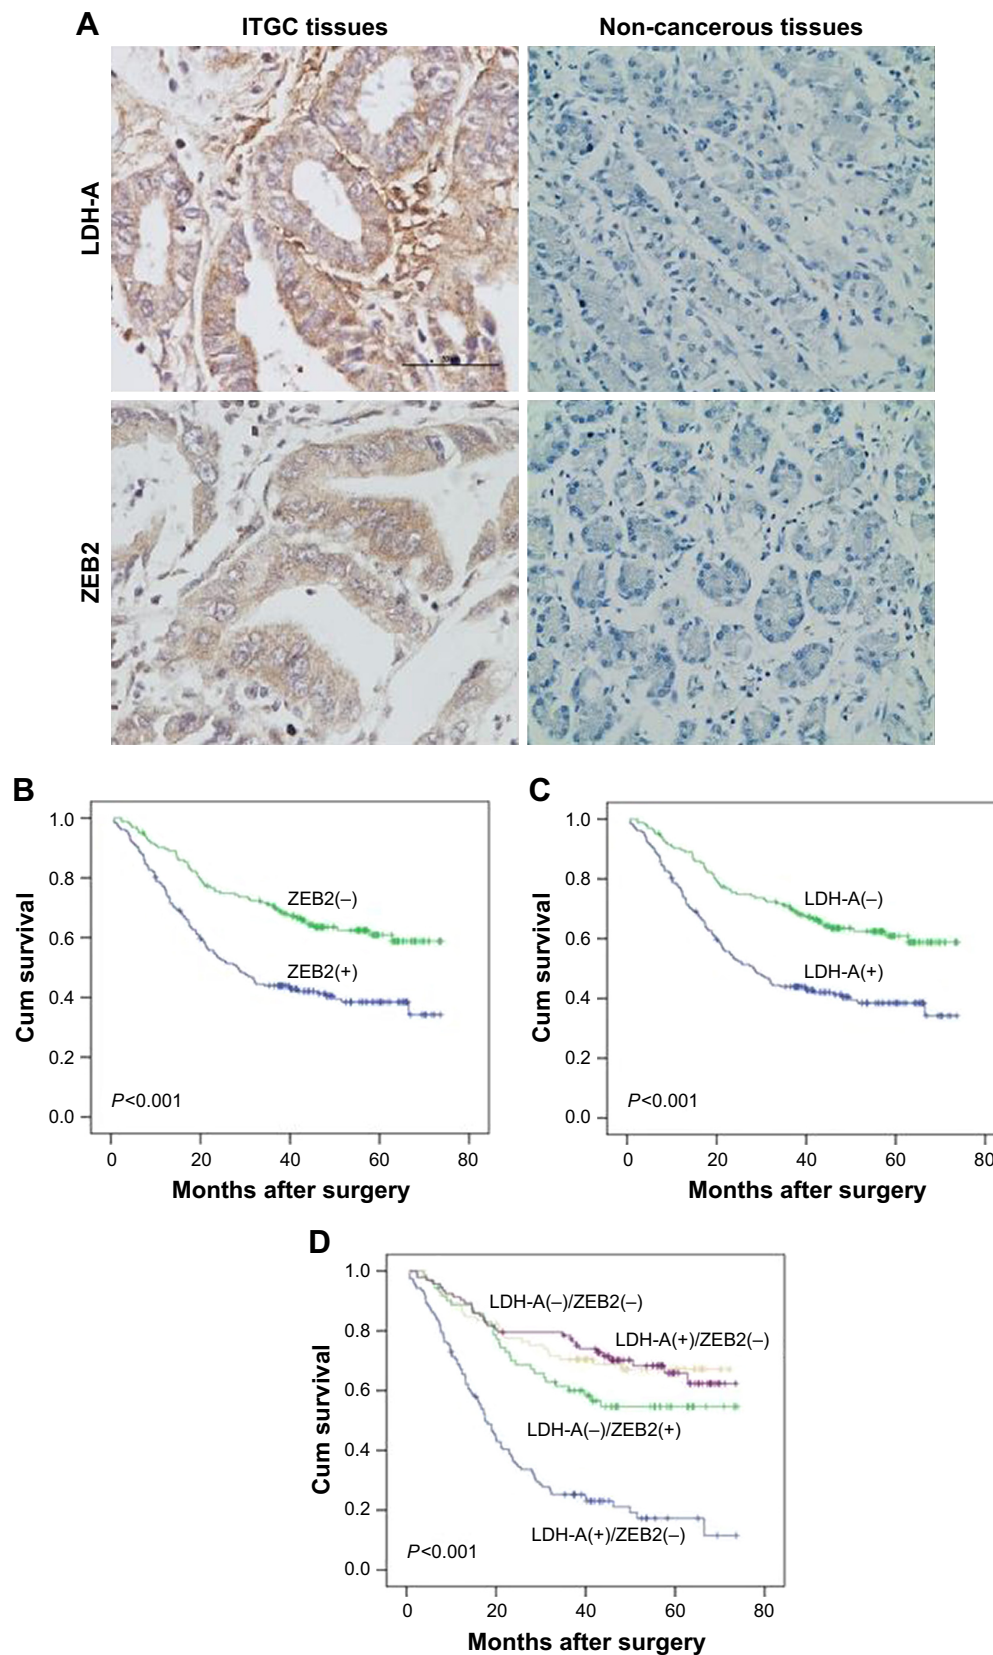 A
ITGC tissues
Non-cancerous tissues
LDH-A
ZEB2
B
1.0
0.8
0.6
0.4
0.2
0.0
Cum survival
ZEB2(–)
ZEB2(+)
P<0.001
0 20 40 60 80
Months after surgery
C
1.0
0.8
0.6
0.4
0.2
0.0
Cum survival
LDH-A(–)
LDH-A(+)
P<0.001
0 20 40 60 80
Months after surgery
D
1.0
0.8
0.6
0.4
0.2
0.0
Cum survival
LDH-A(–)/ZEB2(–)
LDH-A(+)/ZEB2(–)
LDH-A(–)/ZEB2(+)
LDH-A(+)/ZEB2(–)
P<0.001
0 20 40 60 80
Months after surgery